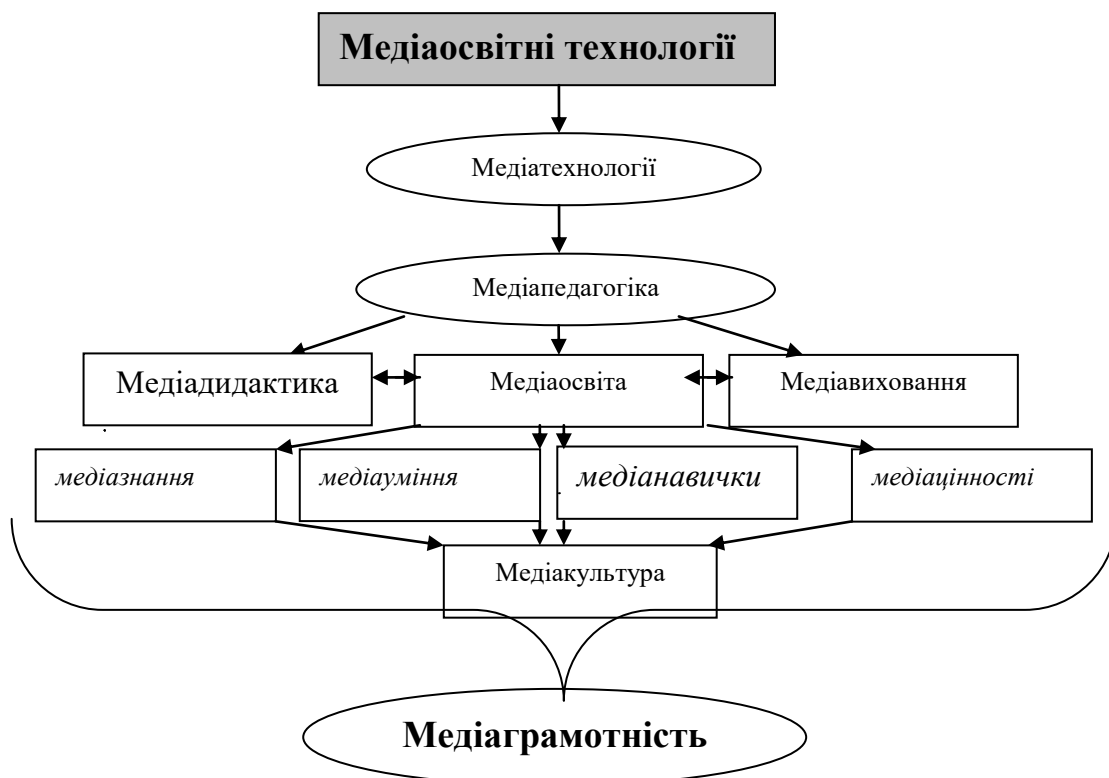 Медіаосвітні технології
Медіатехнології
Медіапедагогіка
Медіадидактика
Медіаосвіта
Медіавиховання
медіазнання
медіауміння
медіанавички
медіацінності
Медіакультура
Медіаграмотність